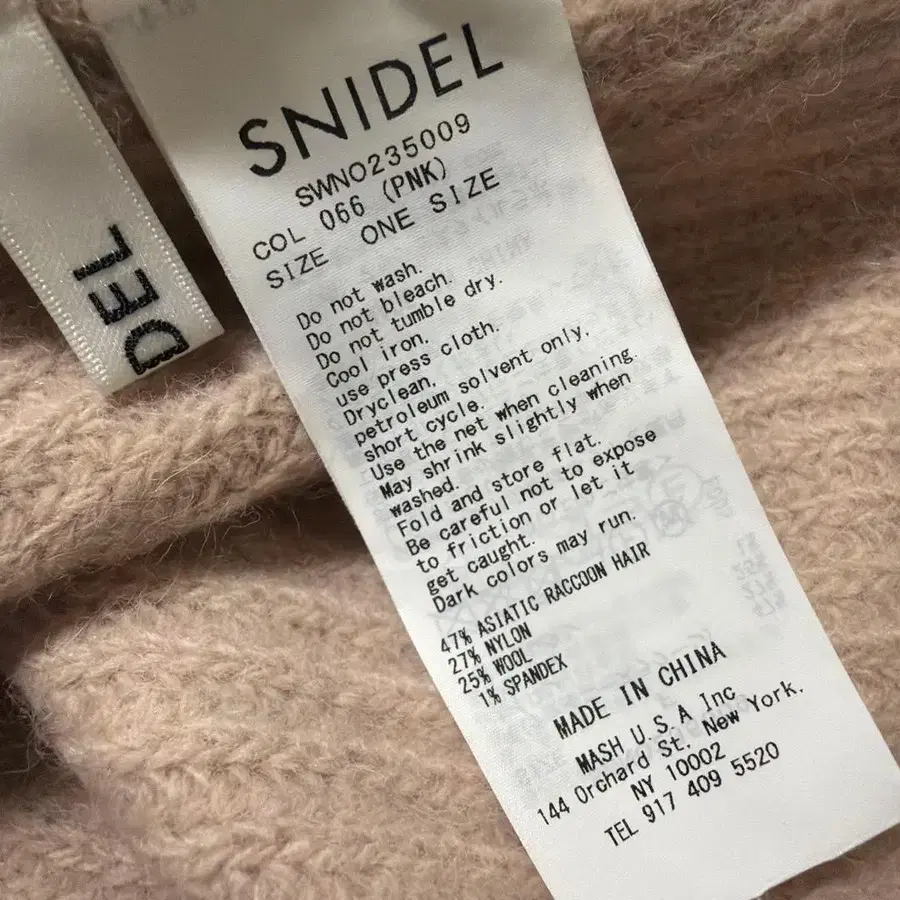 SNIDEL
SWNO235009
COL 066 (PNK)
SIZE ONE SIZE
Do not wash.
Do not bleach.
Do not tumble dry.
Cool iron,
use press cloth.
Dryclean,
petroleum solvent only,
short cycle.
Use the net when cleaning.
May shrink slightly when
washed.
Fold and store flat.
Be careful not to expose
to friction or let it
get caught.
Dark colors may run.
47% ASIATIC RACCOON HAIR
27% NYLON
25% WOOL
1% SPANDEX
MADE IN CHINA
MASH U.S.A Inc
144 Orchard St. New York.
NY 10002
TEL 917 409 5520
DEL